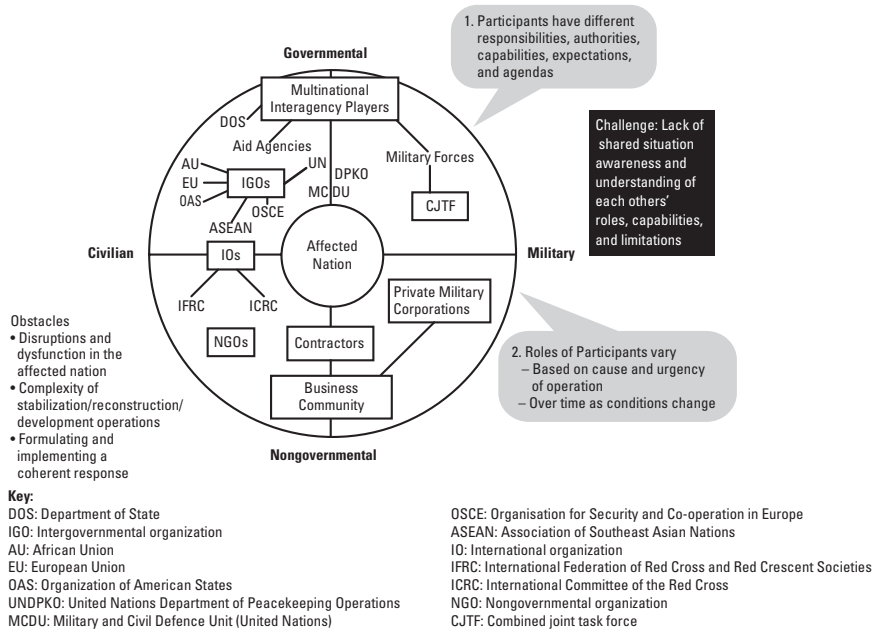 1. Participants have different
responsibilities, authorities,
capabilities, expectations,
and agendas
Governmental
Multinational
Interagency Players
DOS
Aid Agencies
Military Forces
AU
EU
OAS
IGOs
UN
DPKO
MCDU
OSCE
ASEAN
CJTF
Challenge: Lack of
shared situation
awareness and
understanding of
each others'
roles, capabilities,
and limitations
Civilian
IOs
Affected
Nation
Military
IFRC
ICRC
Private Military
Corporations
NGOs
Contractors
Business
Community
Obstacles
• Disruptions and
dysfunction in the
affected nation
• Complexity of
stabilization/reconstruction/
development operations
• Formulating and
implementing a
coherent response
2. Roles of Participants vary
– Based on cause and urgency
of operation
– Over time as conditions change
Nongovernmental
Key:
DOS: Department of State
IGO: Intergovernmental organization
AU: African Union
EU: European Union
OAS: Organization of American States
UNDPKO: United Nations Department of Peacekeeping Operations
MCDU: Military and Civil Defence Unit (United Nations)
OSCE: Organisation for Security and Co-operation in Europe
ASEAN: Association of Southeast Asian Nations
IO: International organization
IFRC: International Federation of Red Cross and Red Crescent Societies
ICRC: International Committee of the Red Cross
NGO: Nongovernmental organization
CJTF: Combined joint task force